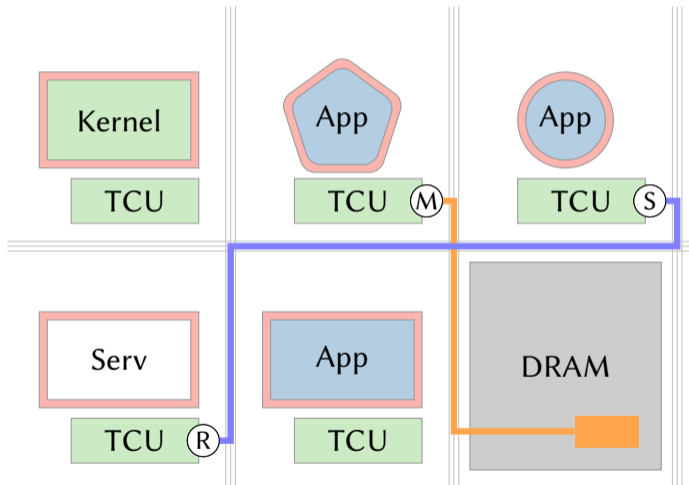 Kernel
App
App
TCU
TCU
M
TCU
S
Serv
App
DRAM
TCU
R
TCU